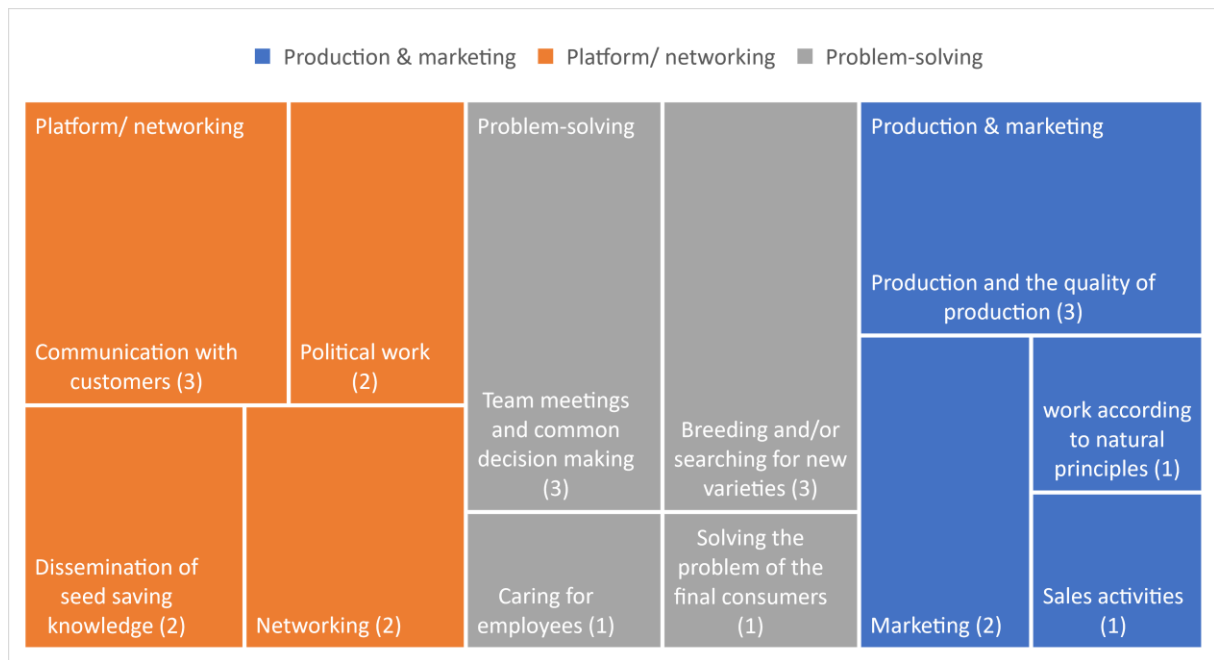 Production & marketing
Platform/ networking
Problem-solving
Platform/ networking
Communication with
customers (3)
Political work
(2)
Dissemination of
seed saving
knowledge (2)
Networking (2)
Problem-solving
Team meetings
and common
decision making
(3)
Breeding and/or
searching for new
varieties (3)
Caring for
employees (1)
Solving the
problem of the
final consumers
(1)
Production & marketing
Production and the quality of
production (3)
Marketing (2)
work according
to natural
principles (1)
Sales activities
(1)